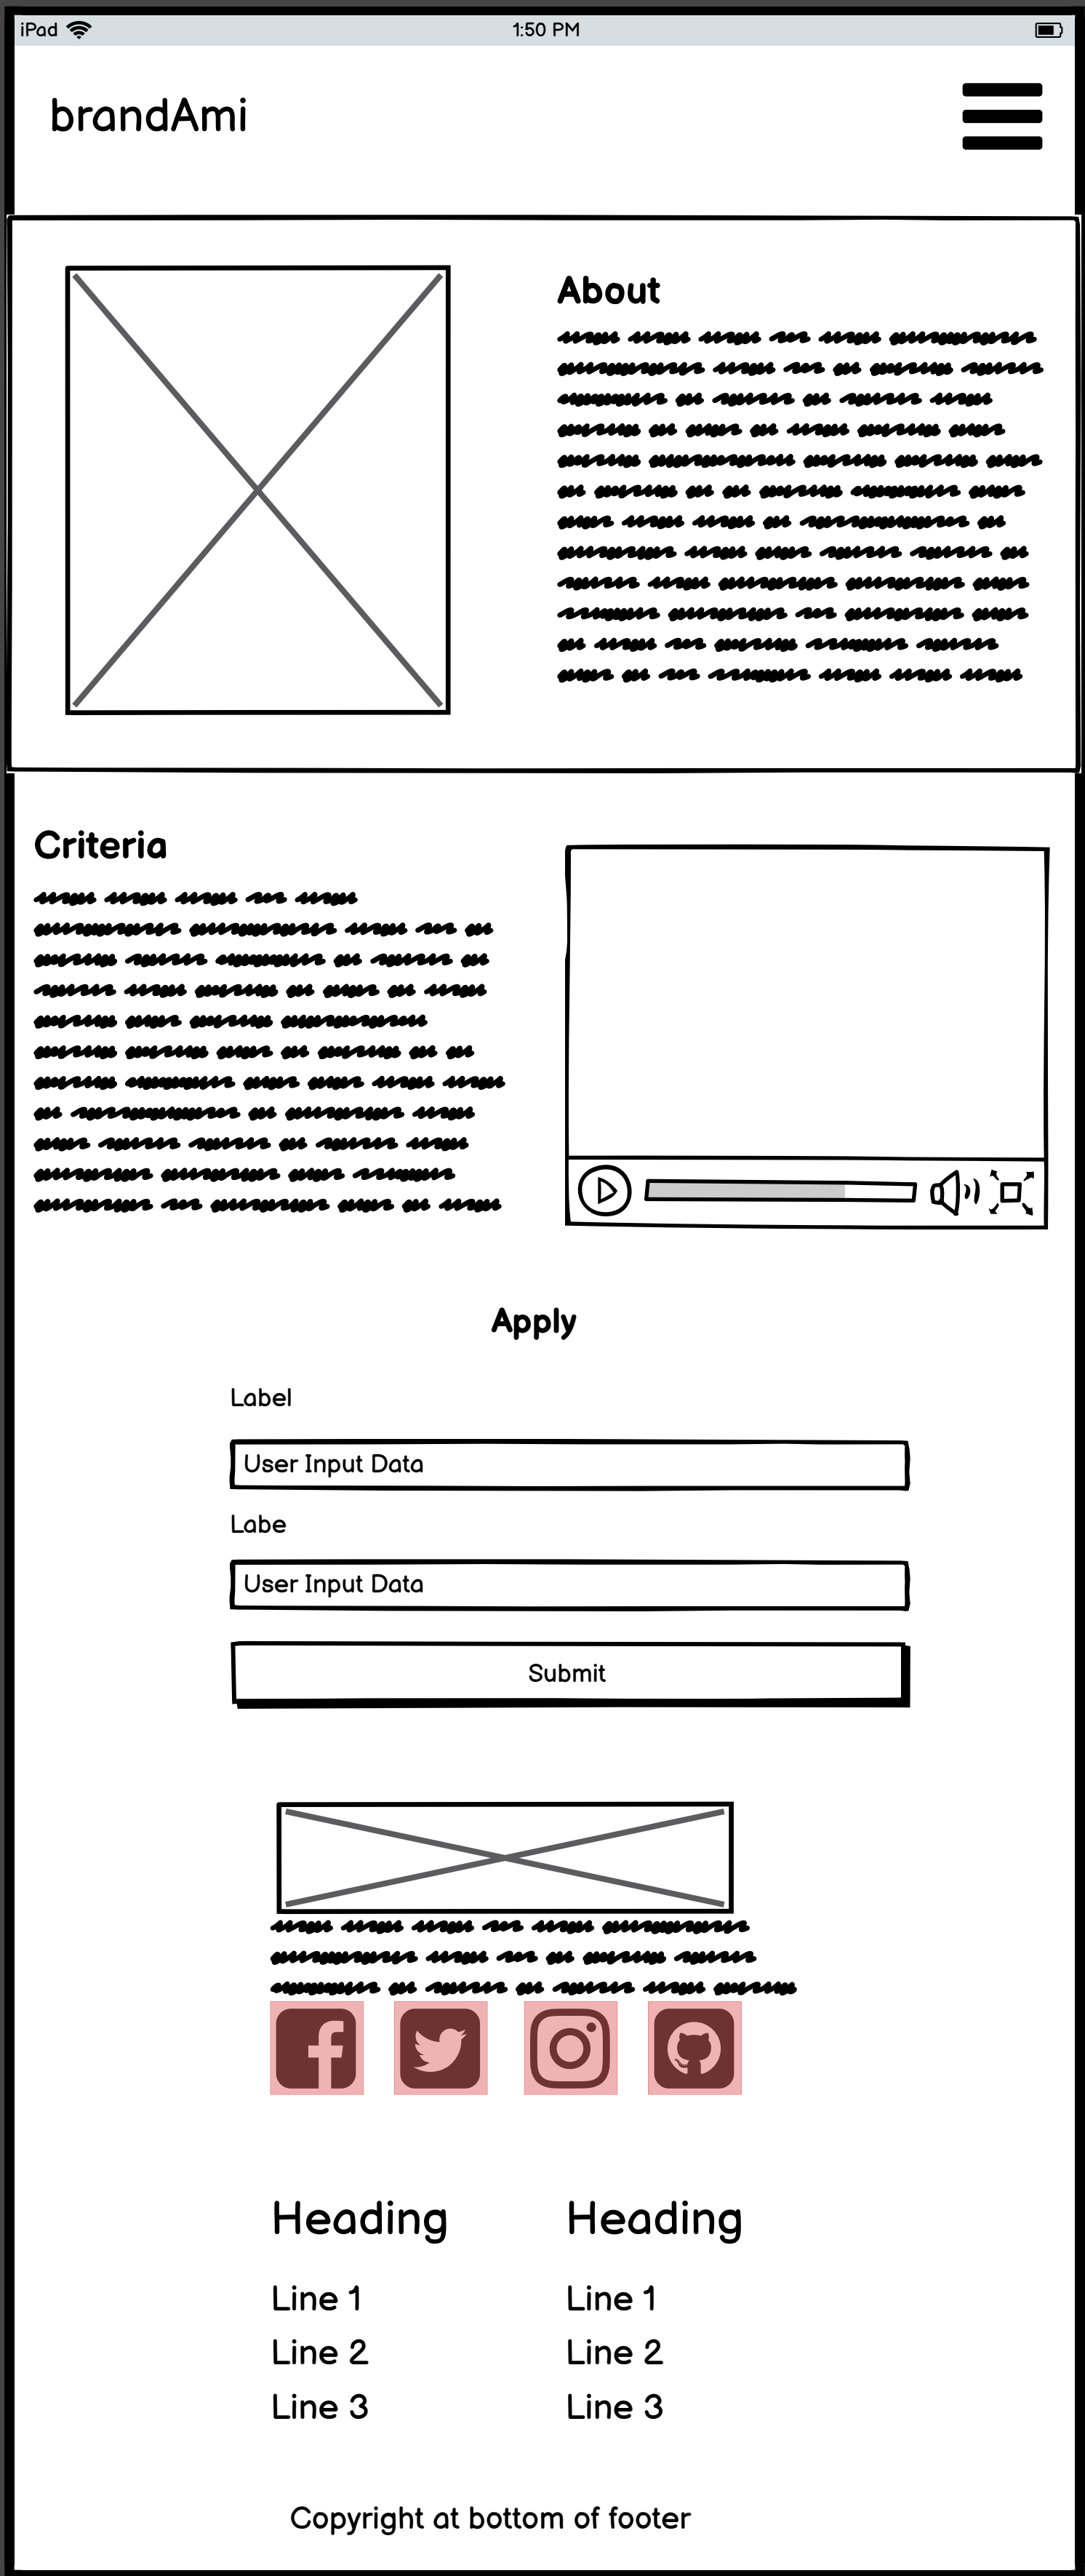 iPad
1:50 PM
brandAmi
About
Criteria
Apply
Label
User Input Data
Labe
User Input Data
Submit
Heading
Line 1
Line 2
Line 3
Heading
Line 1
Line 2
Line 3
Copyright at bottom of footer